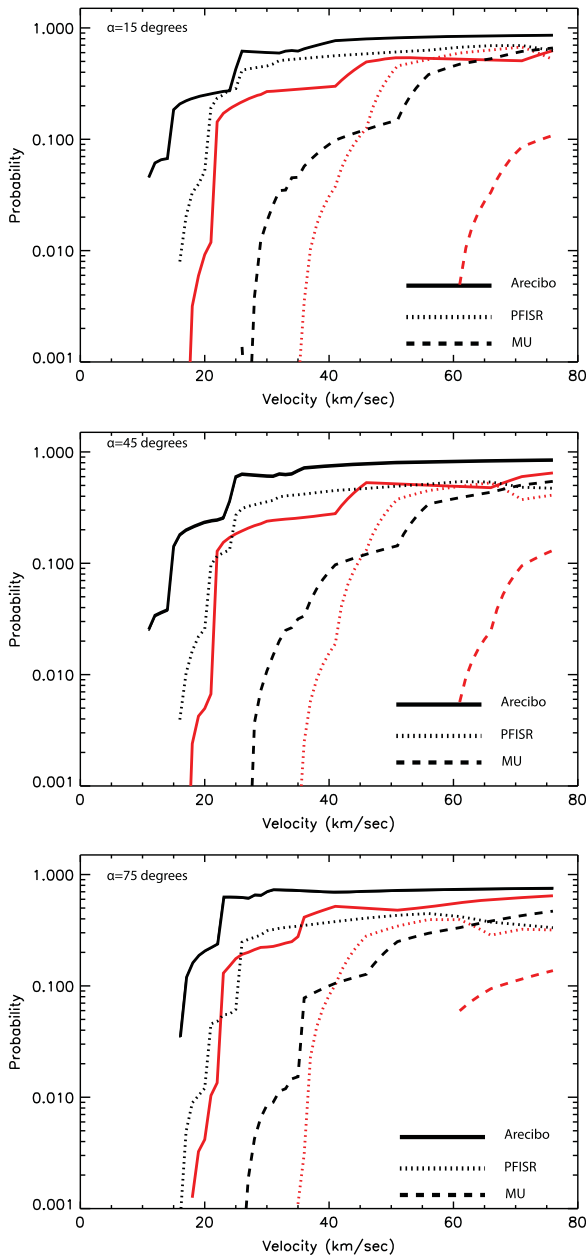 α=15 degrees
1.000
0.100
0.010
0.001
Probability
Arecibo
PFISR
MU
0 20 40 60 80
Velocity (km/sec)
α=45 degrees
1.000
0.100
0.010
0.001
Probability
Arecibo
PFISR
MU
0 20 40 60 80
Velocity (km/sec)
α=75 degrees
1.000
0.100
0.010
0.001
Probability
Arecibo
PFISR
MU
0 20 40 60 80
Velocity (km/sec)